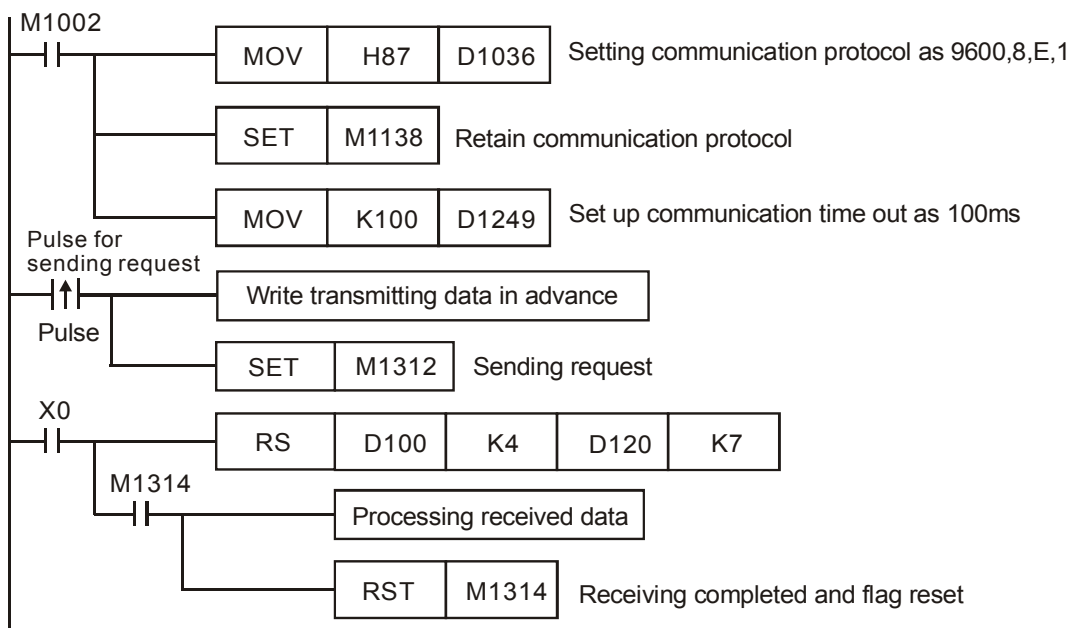 M1002
MOV H87 D1036 Setting communication protocol as 9600,8,E,1
SET M1138 Retain communication protocol
MOV K100 D1249 Set up communication time out as 100ms
Pulse for
sending request
Write transmitting data in advance
Pulse
SET M1312 Sending request
X0
RS D100 K4 D120 K7
M1314
Processing received data
RST M1314 Receiving completed and flag reset